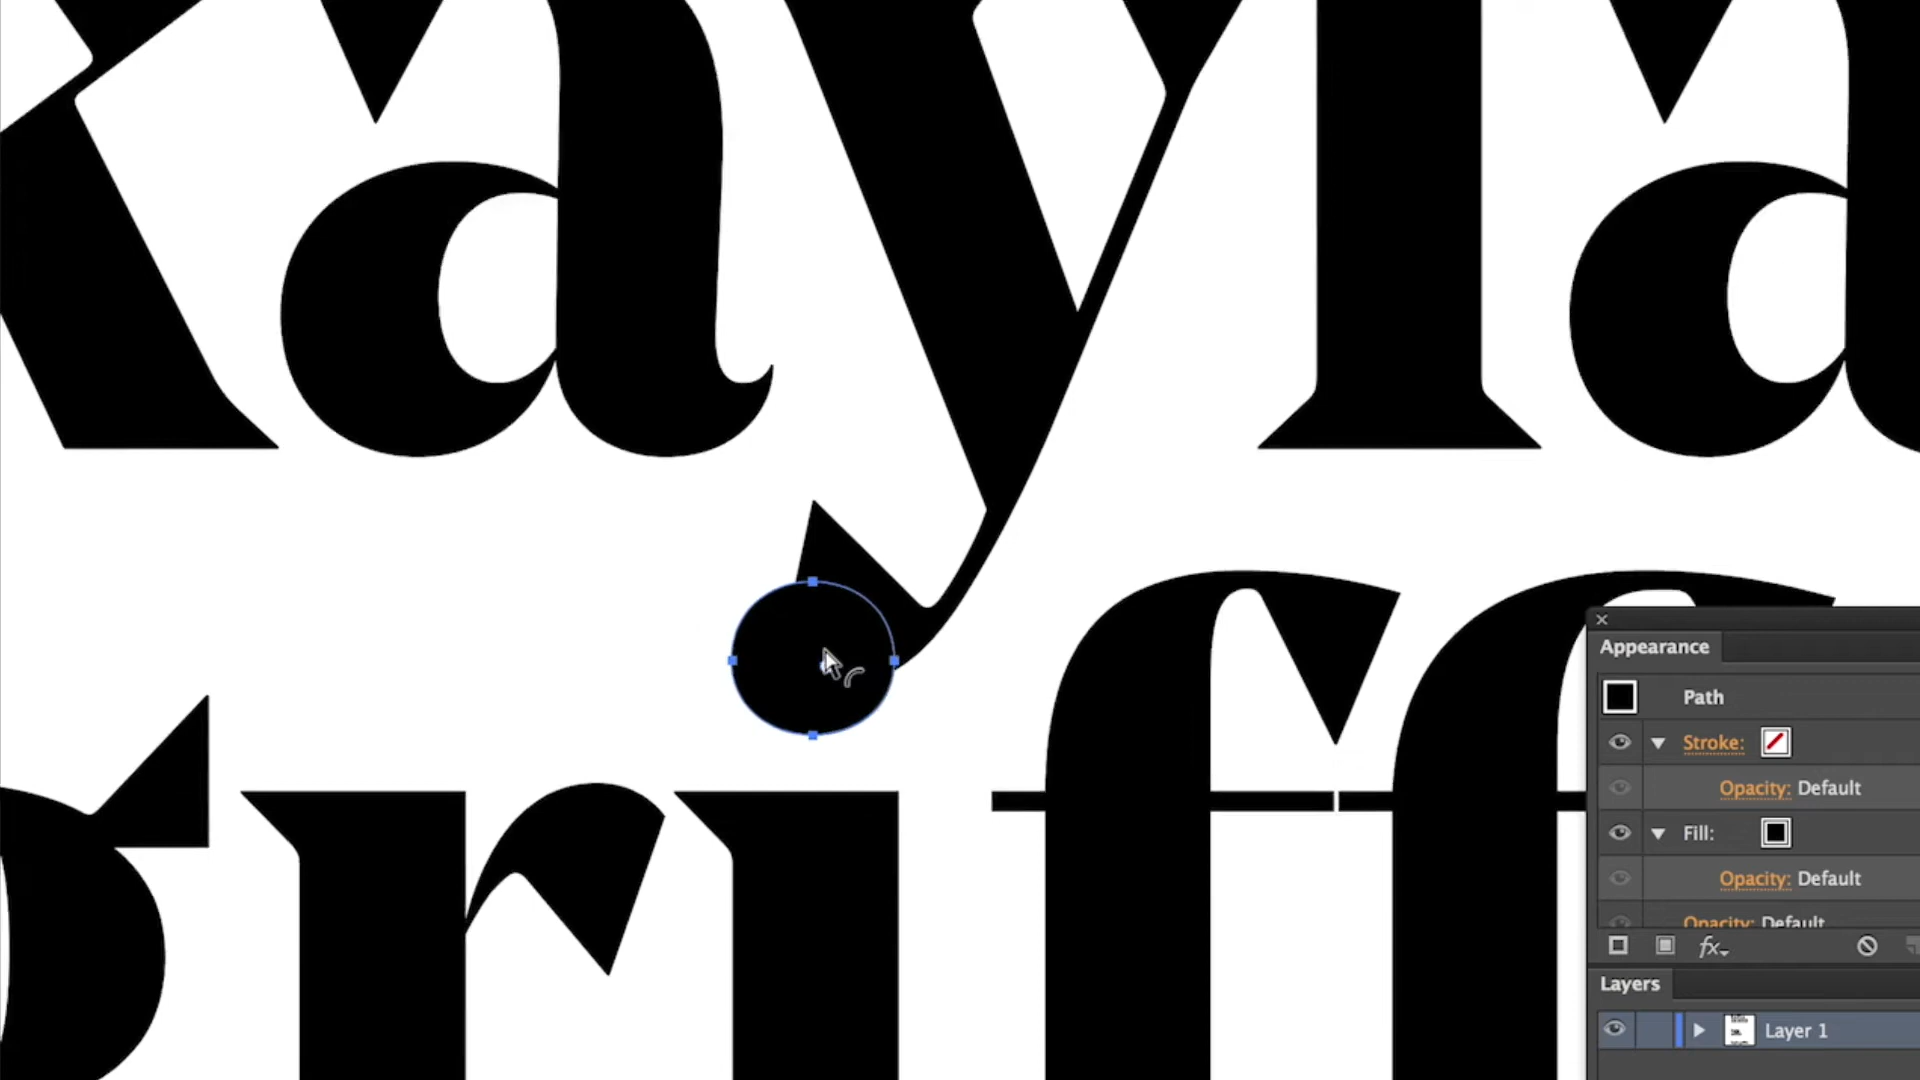 kayla
griff
Appearance
Path
Stroke:
Opacity: Default
Fill:
Opacity: Default
Opacity: Default
fx
Layers
Layer 1